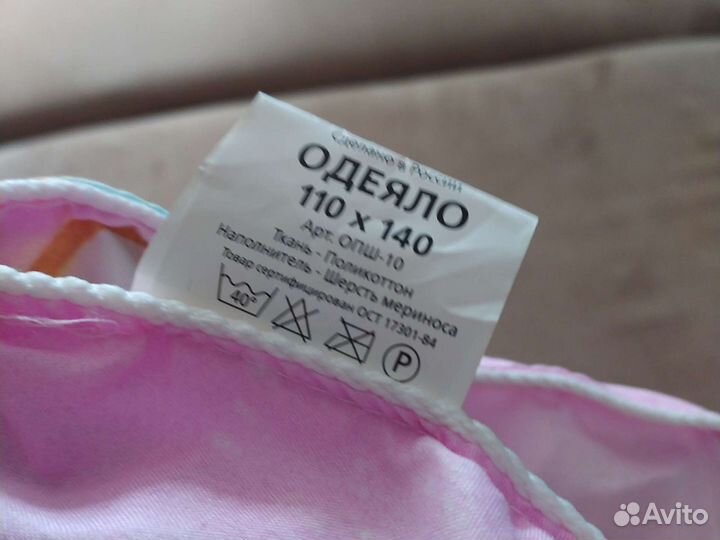 Сделано в России
ОДЕЯЛО
110 х 140
Арт. ОПШ-10
Ткань - Поликоттон
Наполнитель - Шерсть мериноса
Товар сертифицирован ОСТ 17301-84
40°
P
Avito